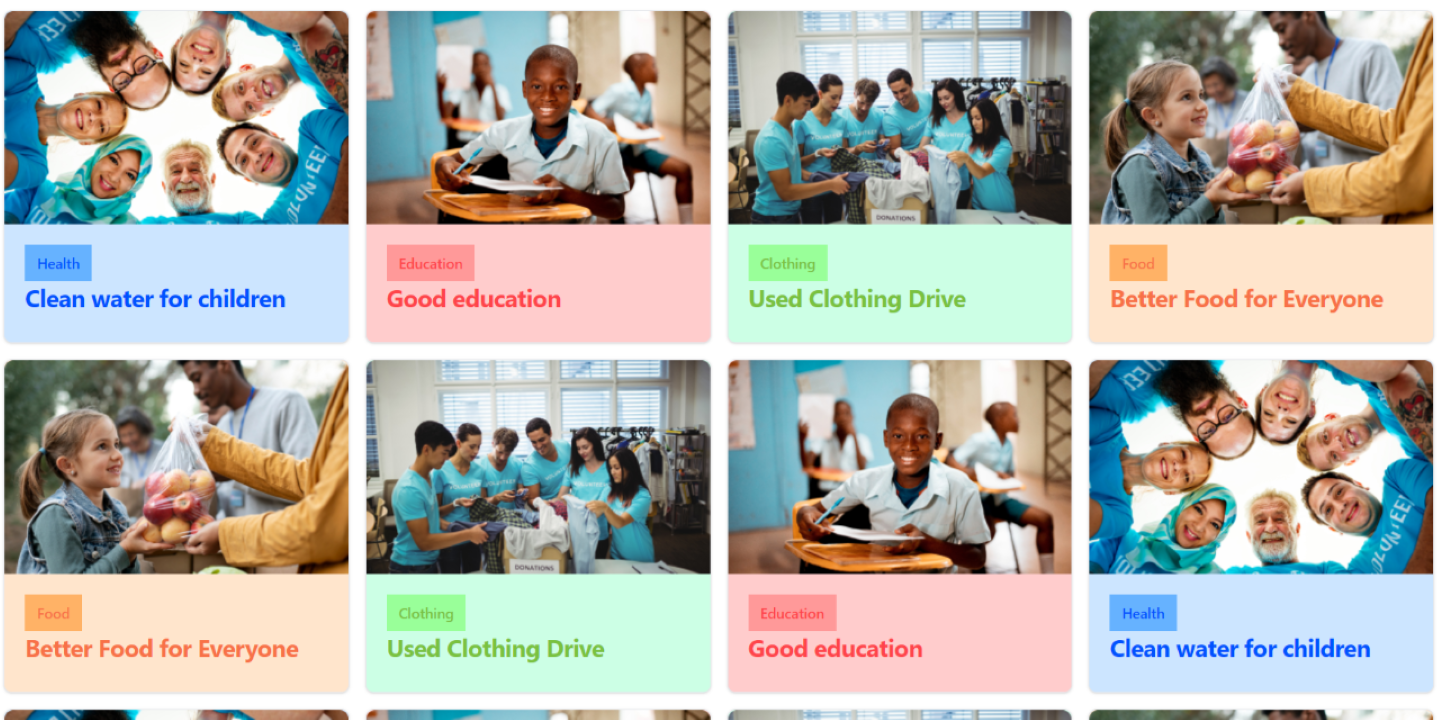 Health
Clean water for children
Education
Good education
DONATIONS
Clothing
Used Clothing Drive
Food
Better Food for Everyone
Food
Better Food for Everyone
DONATIONS
Clothing
Used Clothing Drive
Education
Good education
Health
Clean water for children